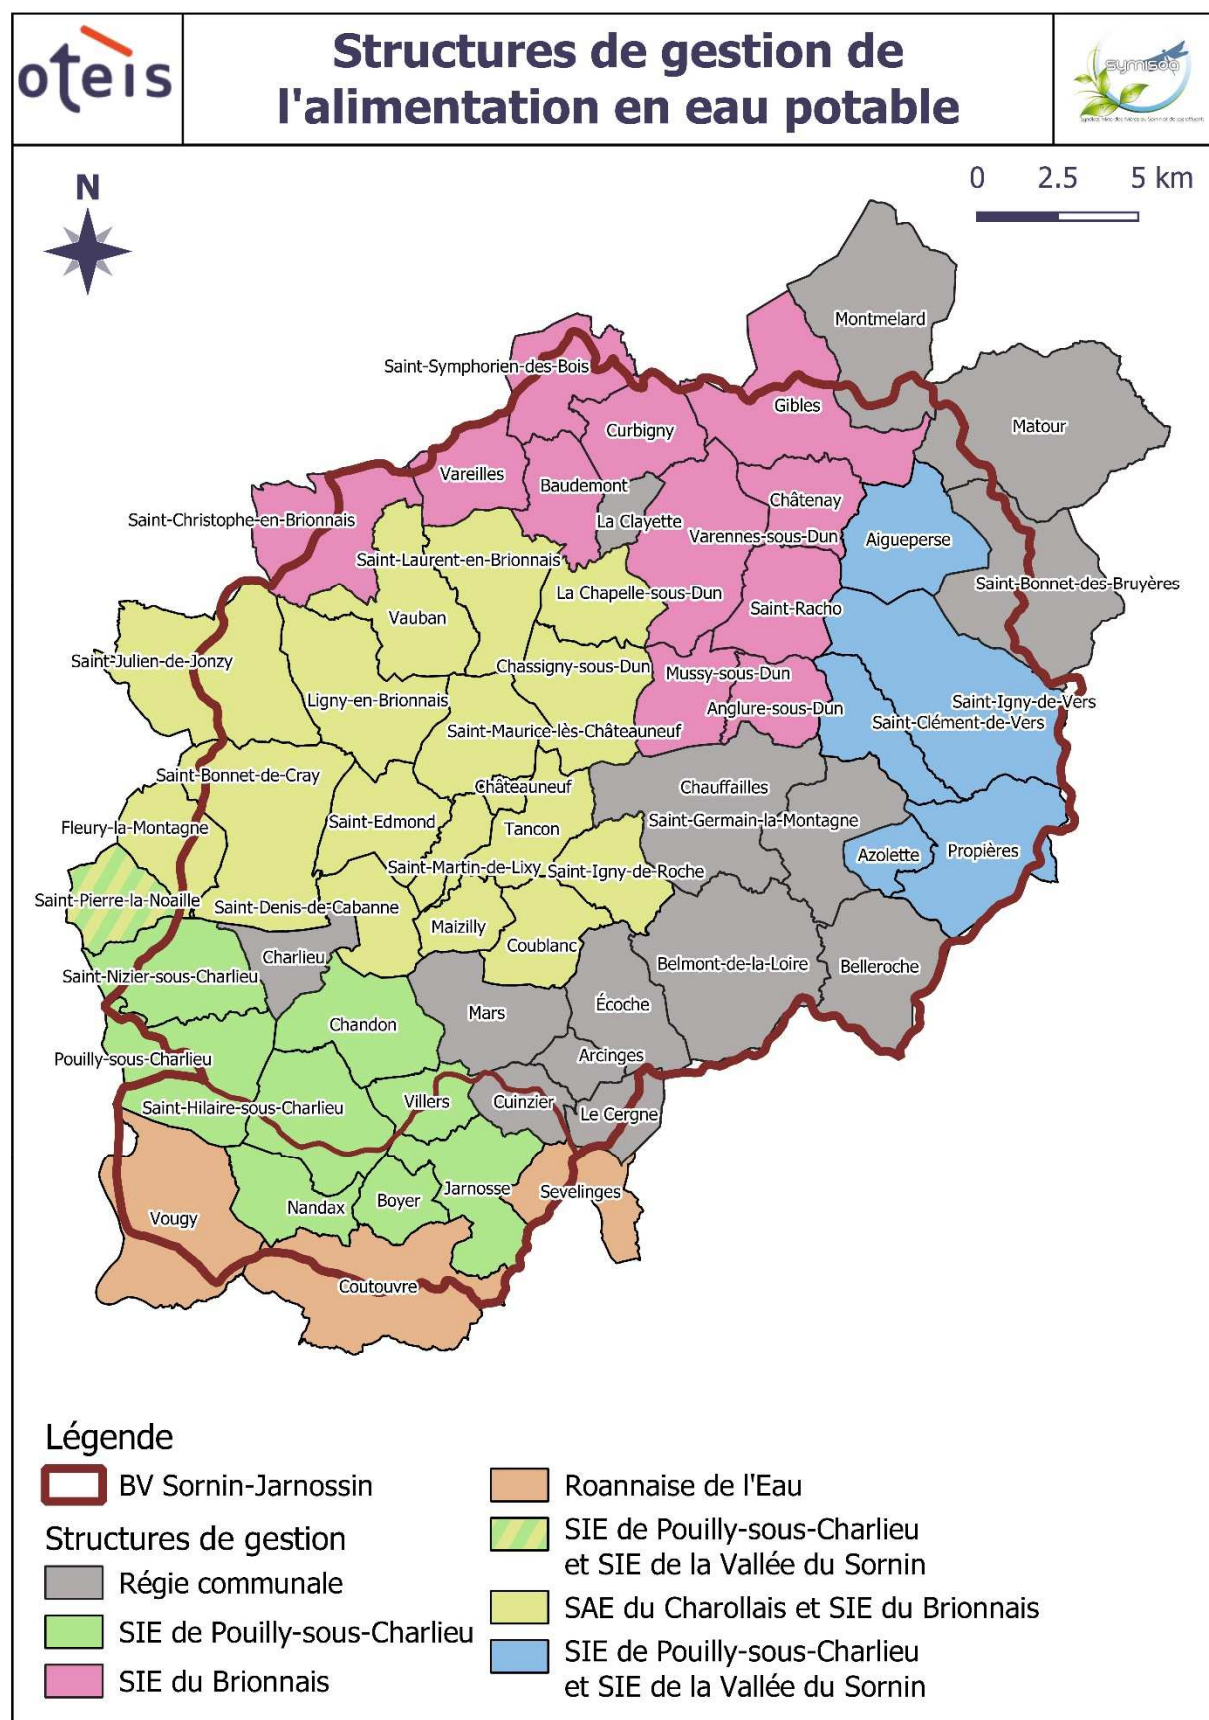 oteis
Structures de gestion de
l'alimentation en eau potable
symisoa
N
0 2.5 5 km
Montmelard
Saint-Symphorien-des-Bois
Gibles
Curbigny
Matour
Vareilles
Baudemont
Châtenay
La Clayette
Saint-Christophe-en-Brionnais
Varennes-sous-Dun
Aigueperse
Saint-Laurent-en-Brionnais
Saint-Bonnet-des-Bruyères
La Chapelle-sous-Dun
Saint-Racho
Vauban
Saint-Julien-de-Jonzy
Chassigny-sous-Dun
Mussy-sous-Dun
Ligny-en-Brionnais
Saint-Igny-de-Vers
Anglure-sous-Dun
Saint-Clément-de-Vers
Saint-Maurice-lès-Châteauneuf
Saint-Bonnet-de-Cray
Châteauneuf
Chauffailles
Fleury-la-Montagne
Saint-Edmond
Tancon
Saint-Germain-la-Montagne
Azolette
Propières
Saint-Martin-de-Lixy
Saint-Igny-de-Roche
Saint-Pierre-la-Noaille
Saint-Denis-de-Cabanne
Maizilly
Coublanc
Charlieu
Belmont-de-la-Loire
Belleroche
Saint-Nizier-sous-Charlieu
Écoche
Mars
Chandon
Arcinges
Pouilly-sous-Charlieu
Villers
Cuinzier
Saint-Hilaire-sous-Charlieu
Le Cergne
Jarnosse
Sevelinges
Boyer
Nandax
Vougy
Coutouvre
Légende
BV Sornin-Jarnossin
Structures de gestion
Régie communale
SIE de Pouilly-sous-Charlieu
SIE du Brionnais
Roannaise de l'Eau
SIE de Pouilly-sous-Charlieu
et SIE de la Vallée du Sornin
SAE du Charollais et SIE du Brionnais
SIE de Pouilly-sous-Charlieu
et SIE de la Vallée du Sornin